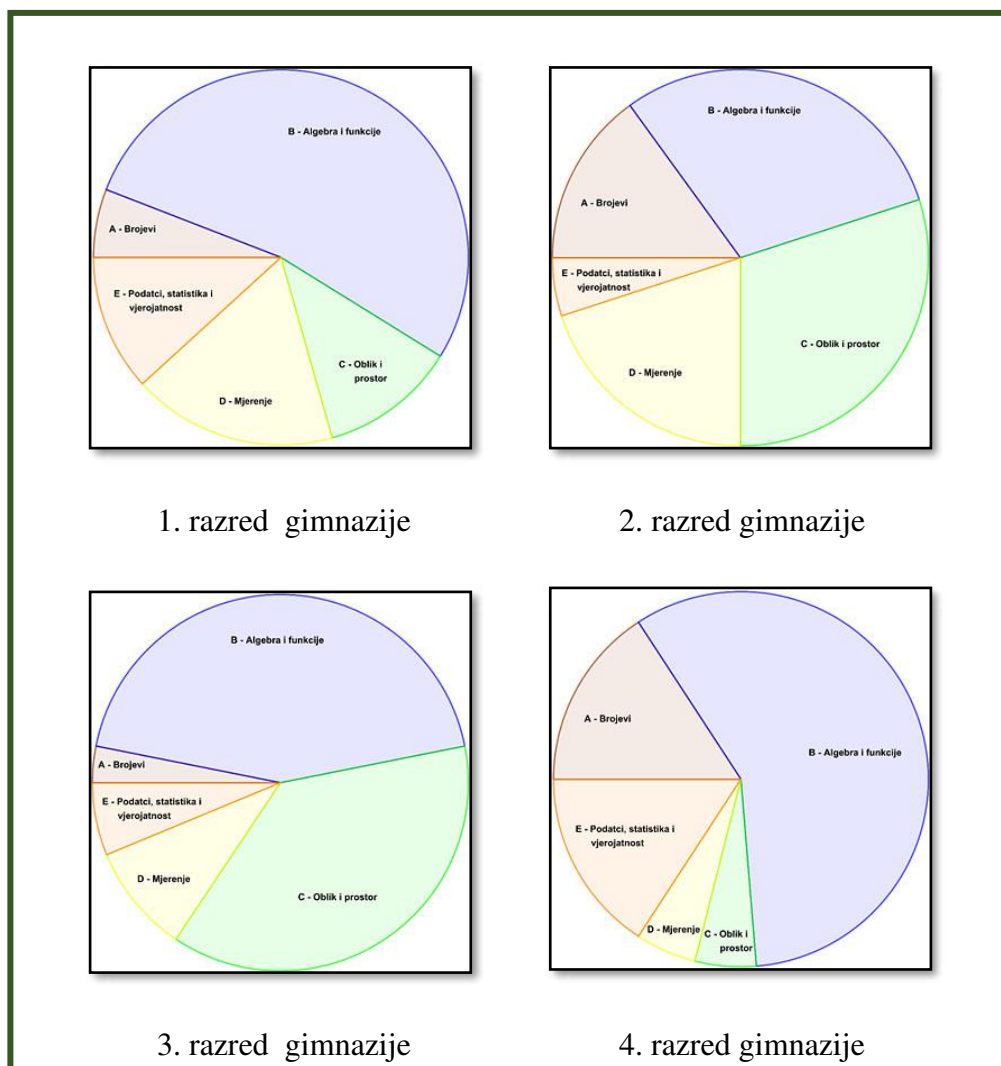 B - Algebra i funkcije
A - Brojevi
E - Podatci, statistika i
vjerojatnost
C - Oblik i
prostor
D - Mjerenje
1. razred gimnazije
B - Algebra i funkcije
A - Brojevi
E - Podatci, statistika i
vjerojatnost
C - Oblik i prostor
D - Mjerenje
2. razred gimnazije
B - Algebra i funkcije
A - Brojevi
E - Podatci, statistika i
vjerojatnost
D - Mjerenje
C - Oblik i prostor
3. razred gimnazije
A - Brojevi
B - Algebra i funkcije
E - Podatci, statistika i
vjerojatnost
D - Mjerenje
C - Oblik i
prostor
4. razred gimnazije